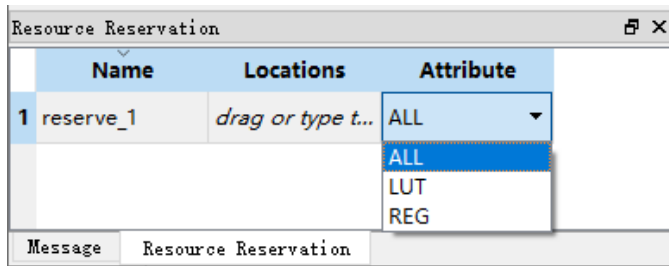 Resource Reservation
Name Locations Attribute
1 reserve_1 drag or type t... ALL
ALL
LUT
REG
Message Resource Reservation